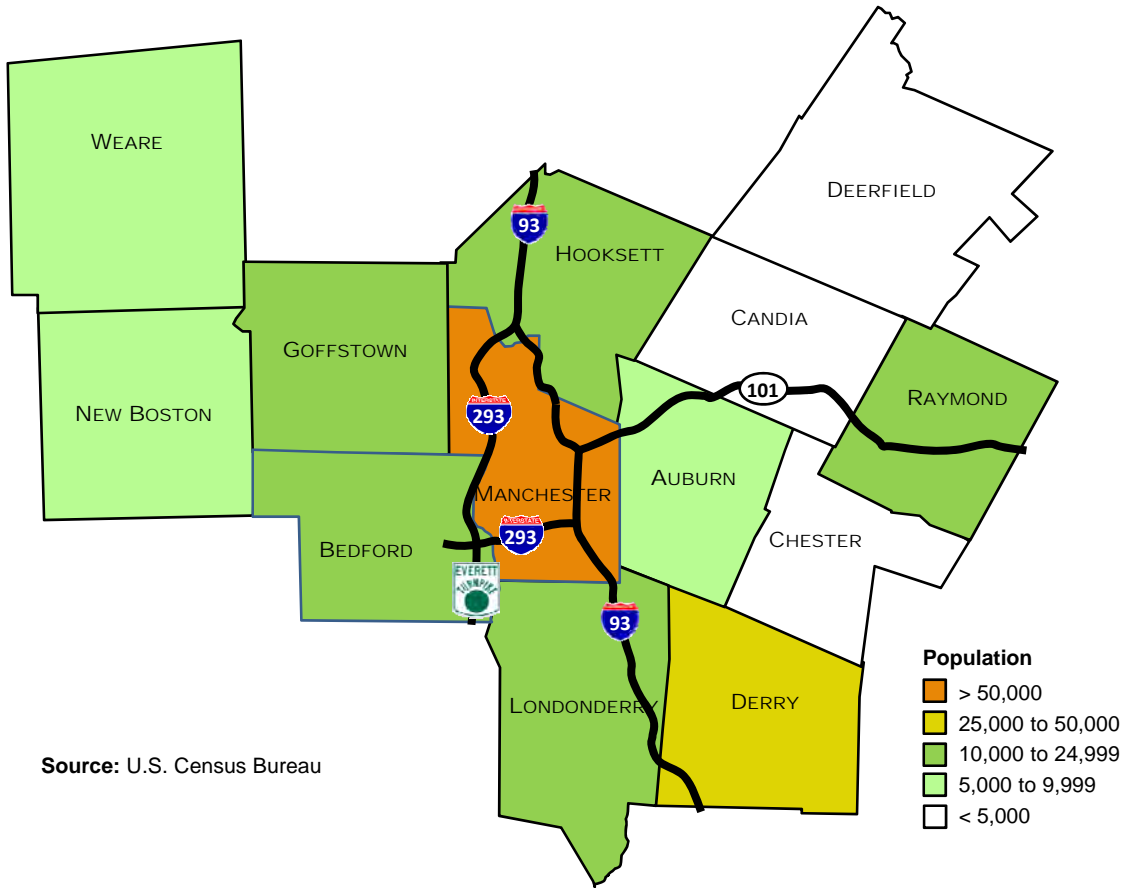 WEARE
DEERFIELD
93
HOOKSETT
CANDIA
GOFFSTOWN
101
RAYMOND
NEW BOSTON
INTERSTATE
293
AUBURN
MANCHESTER
INTERSTATE
293
CHESTER
BEDFORD
EVERETT
TURNPIKE
93
LONDONDERRY
DERRY
Population
> 50,000
25,000 to 50,000
10,000 to 24,999
5,000 to 9,999
< 5,000
Source: U.S. Census Bureau